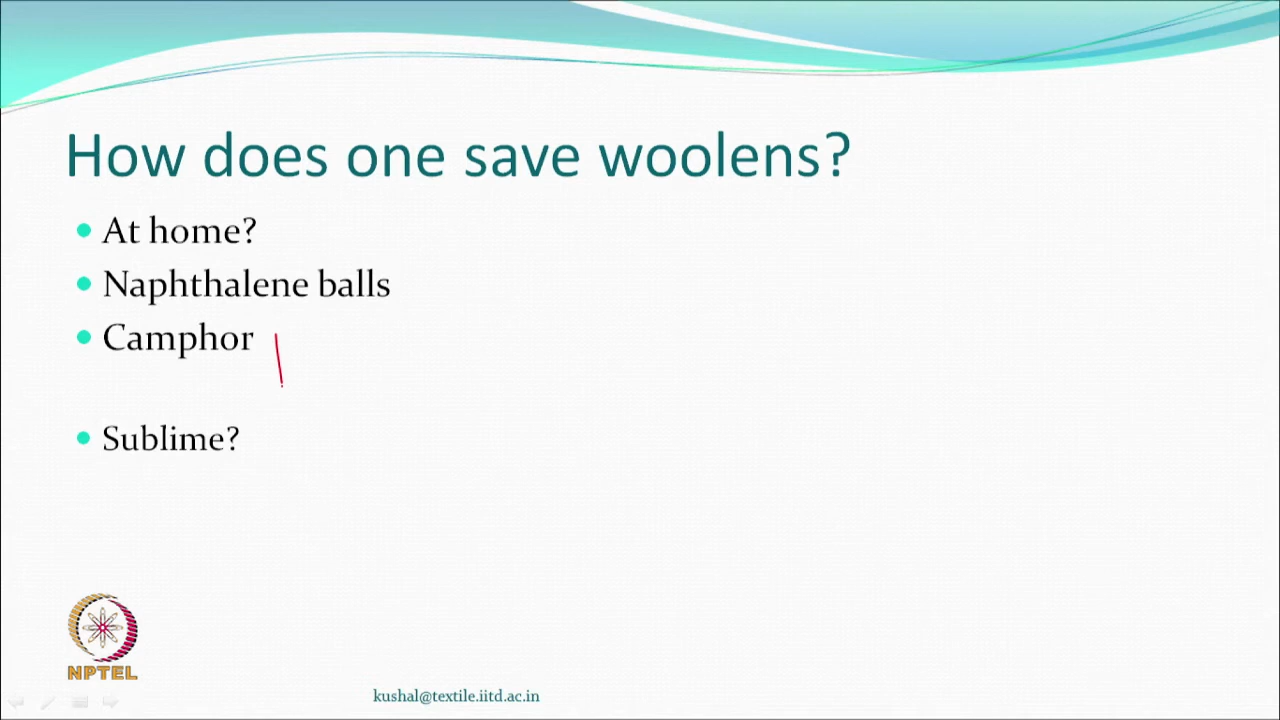 How does one save woolens?
At home?
Naphthalene balls
Camphor
Sublime?
NPTEL
kushal@textile.iitd.ac.in